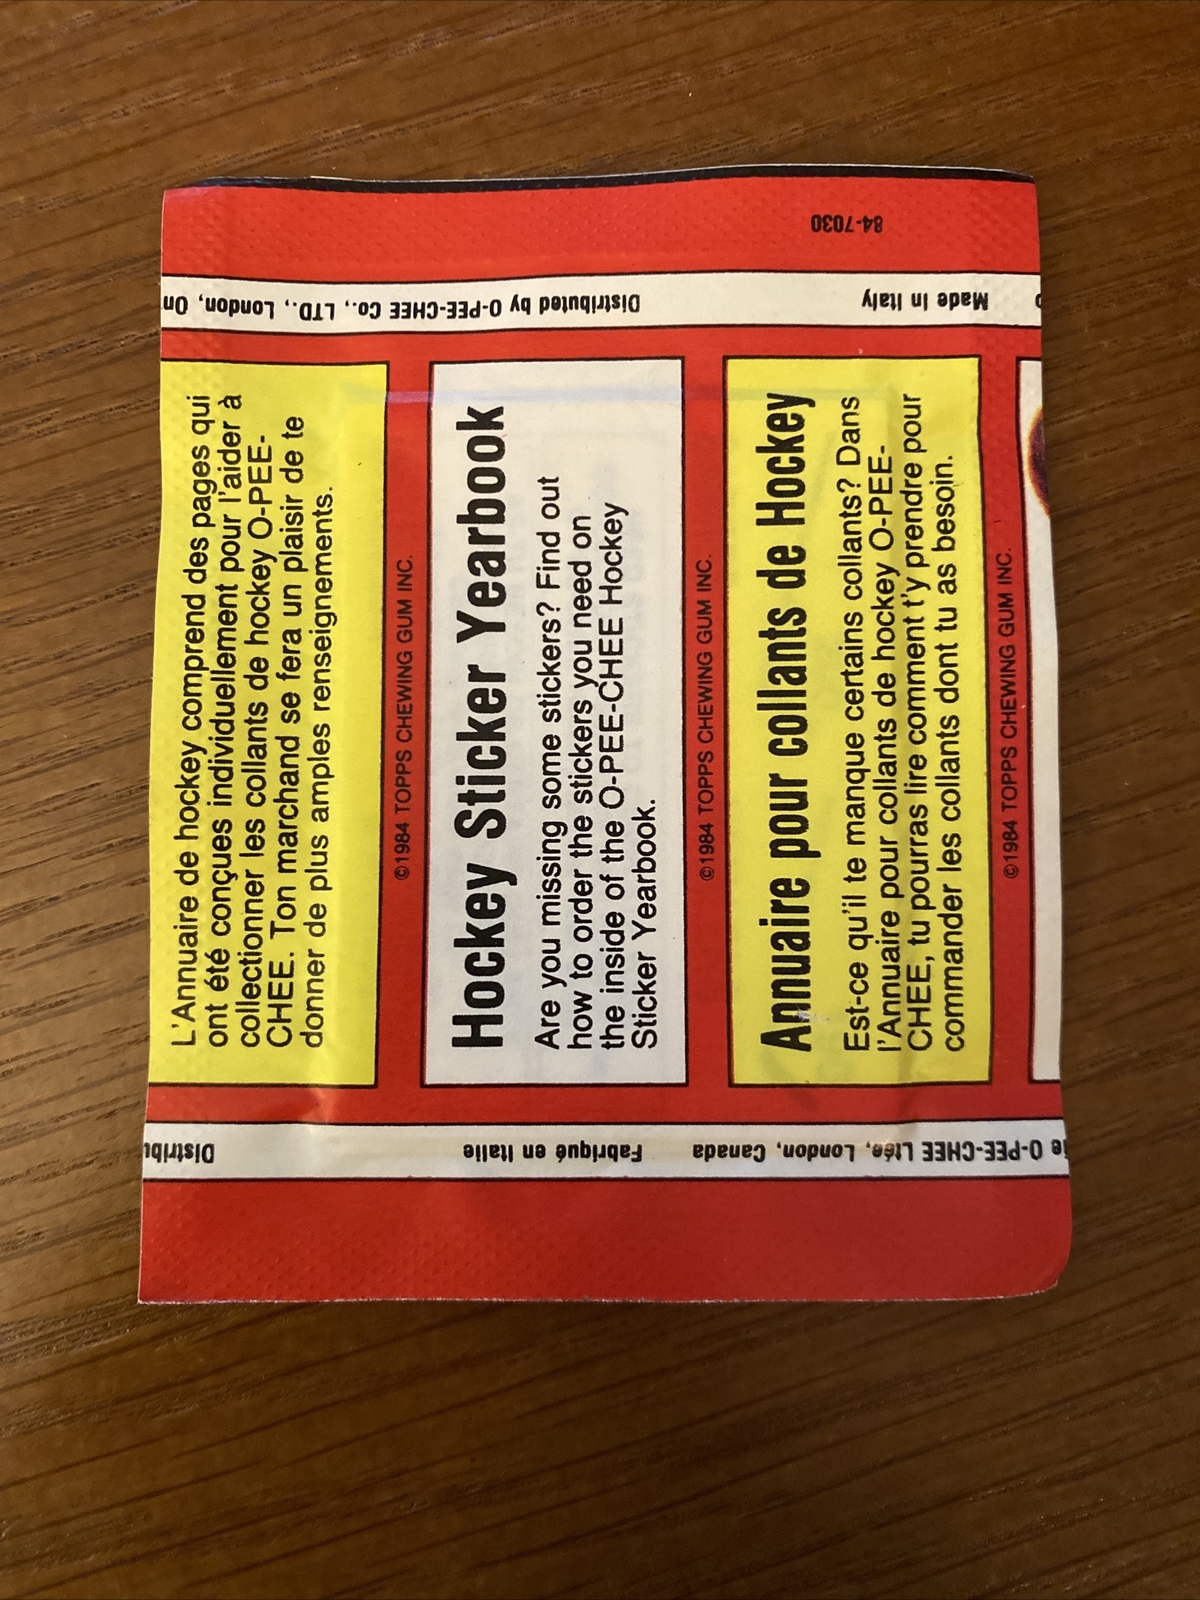 84-7030
Made In Italy
Distributed by O-PEE-CHEE Co., LTD., London, On
L'Annuaire de hockey comprend des pages qui
ont été conçues individuellement pour l'aider à
collectionner les collants de hockey O-PEE-
CHEE. Ton marchand se fera un plaisir de te
donner de plus amples renseignements.
©1984 TOPPS CHEWING GUM INC.
Hockey Sticker Yearbook
Are you missing some stickers? Find out
how to order the stickers you need on
the inside of the O-PEE-CHEE Hockey
Sticker Yearbook.
©1984 TOPPS CHEWING GUM INC.
Annuaire pour collants de Hockey
Est-ce qu'il te manque certains collants? Dans
l'Annuaire pour collants de hockey O-PEE-
CHEE, tu pourras lire comment t'y prendre pour
commander les collants dont tu as besoin.
©1984 TOPPS CHEWING GUM INC.
ie O-PEE-CHEE Ltée, London, Canada
Fabriqué en Italie
Distribu